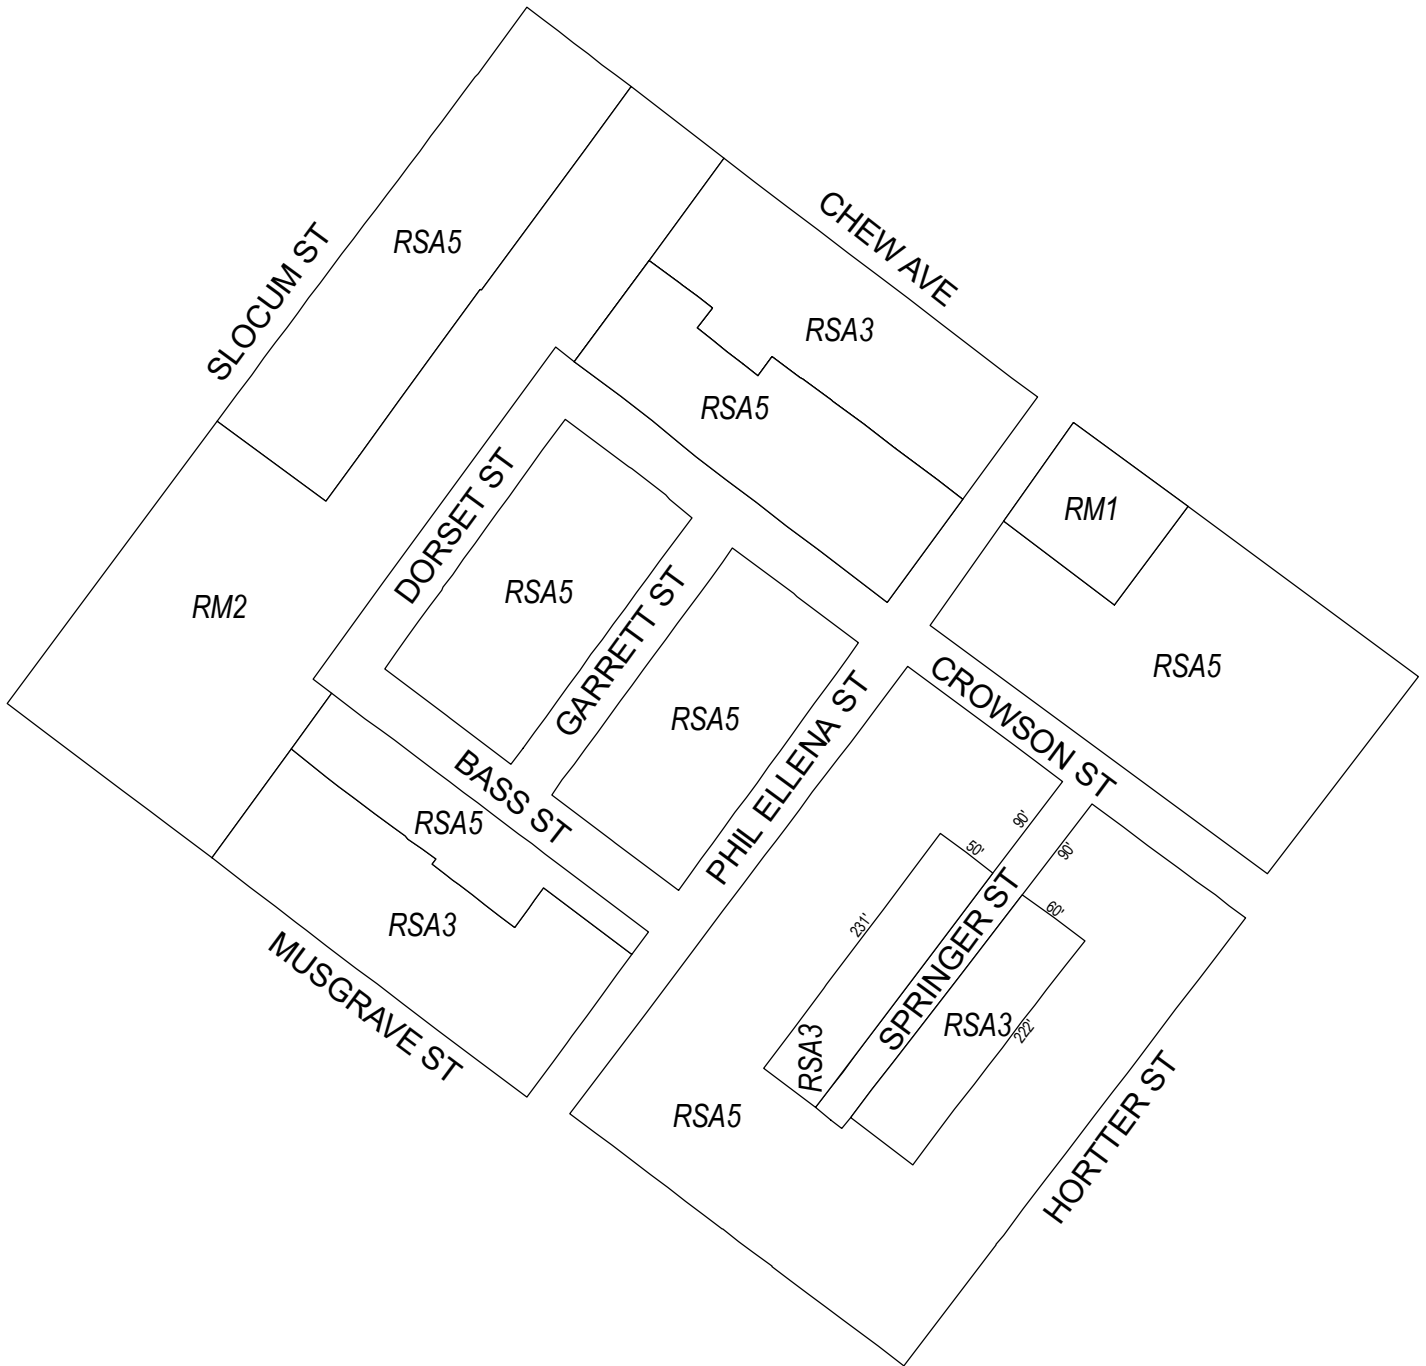 CHEW AVE
RSA5
SLOCUM ST
RSA3
RSA5
DORSET ST
RM1
RSA5
GARRETT ST
RM2
RSA5
RSA5
PHIL ELLENA ST
CROWSON ST
BASS ST
RSA5
90'
50'
90'
SPRINGER ST
60'
231'
RSA3
MUSGRAVE ST
RSA3
222'
RSA3
RSA5
HORTTER ST